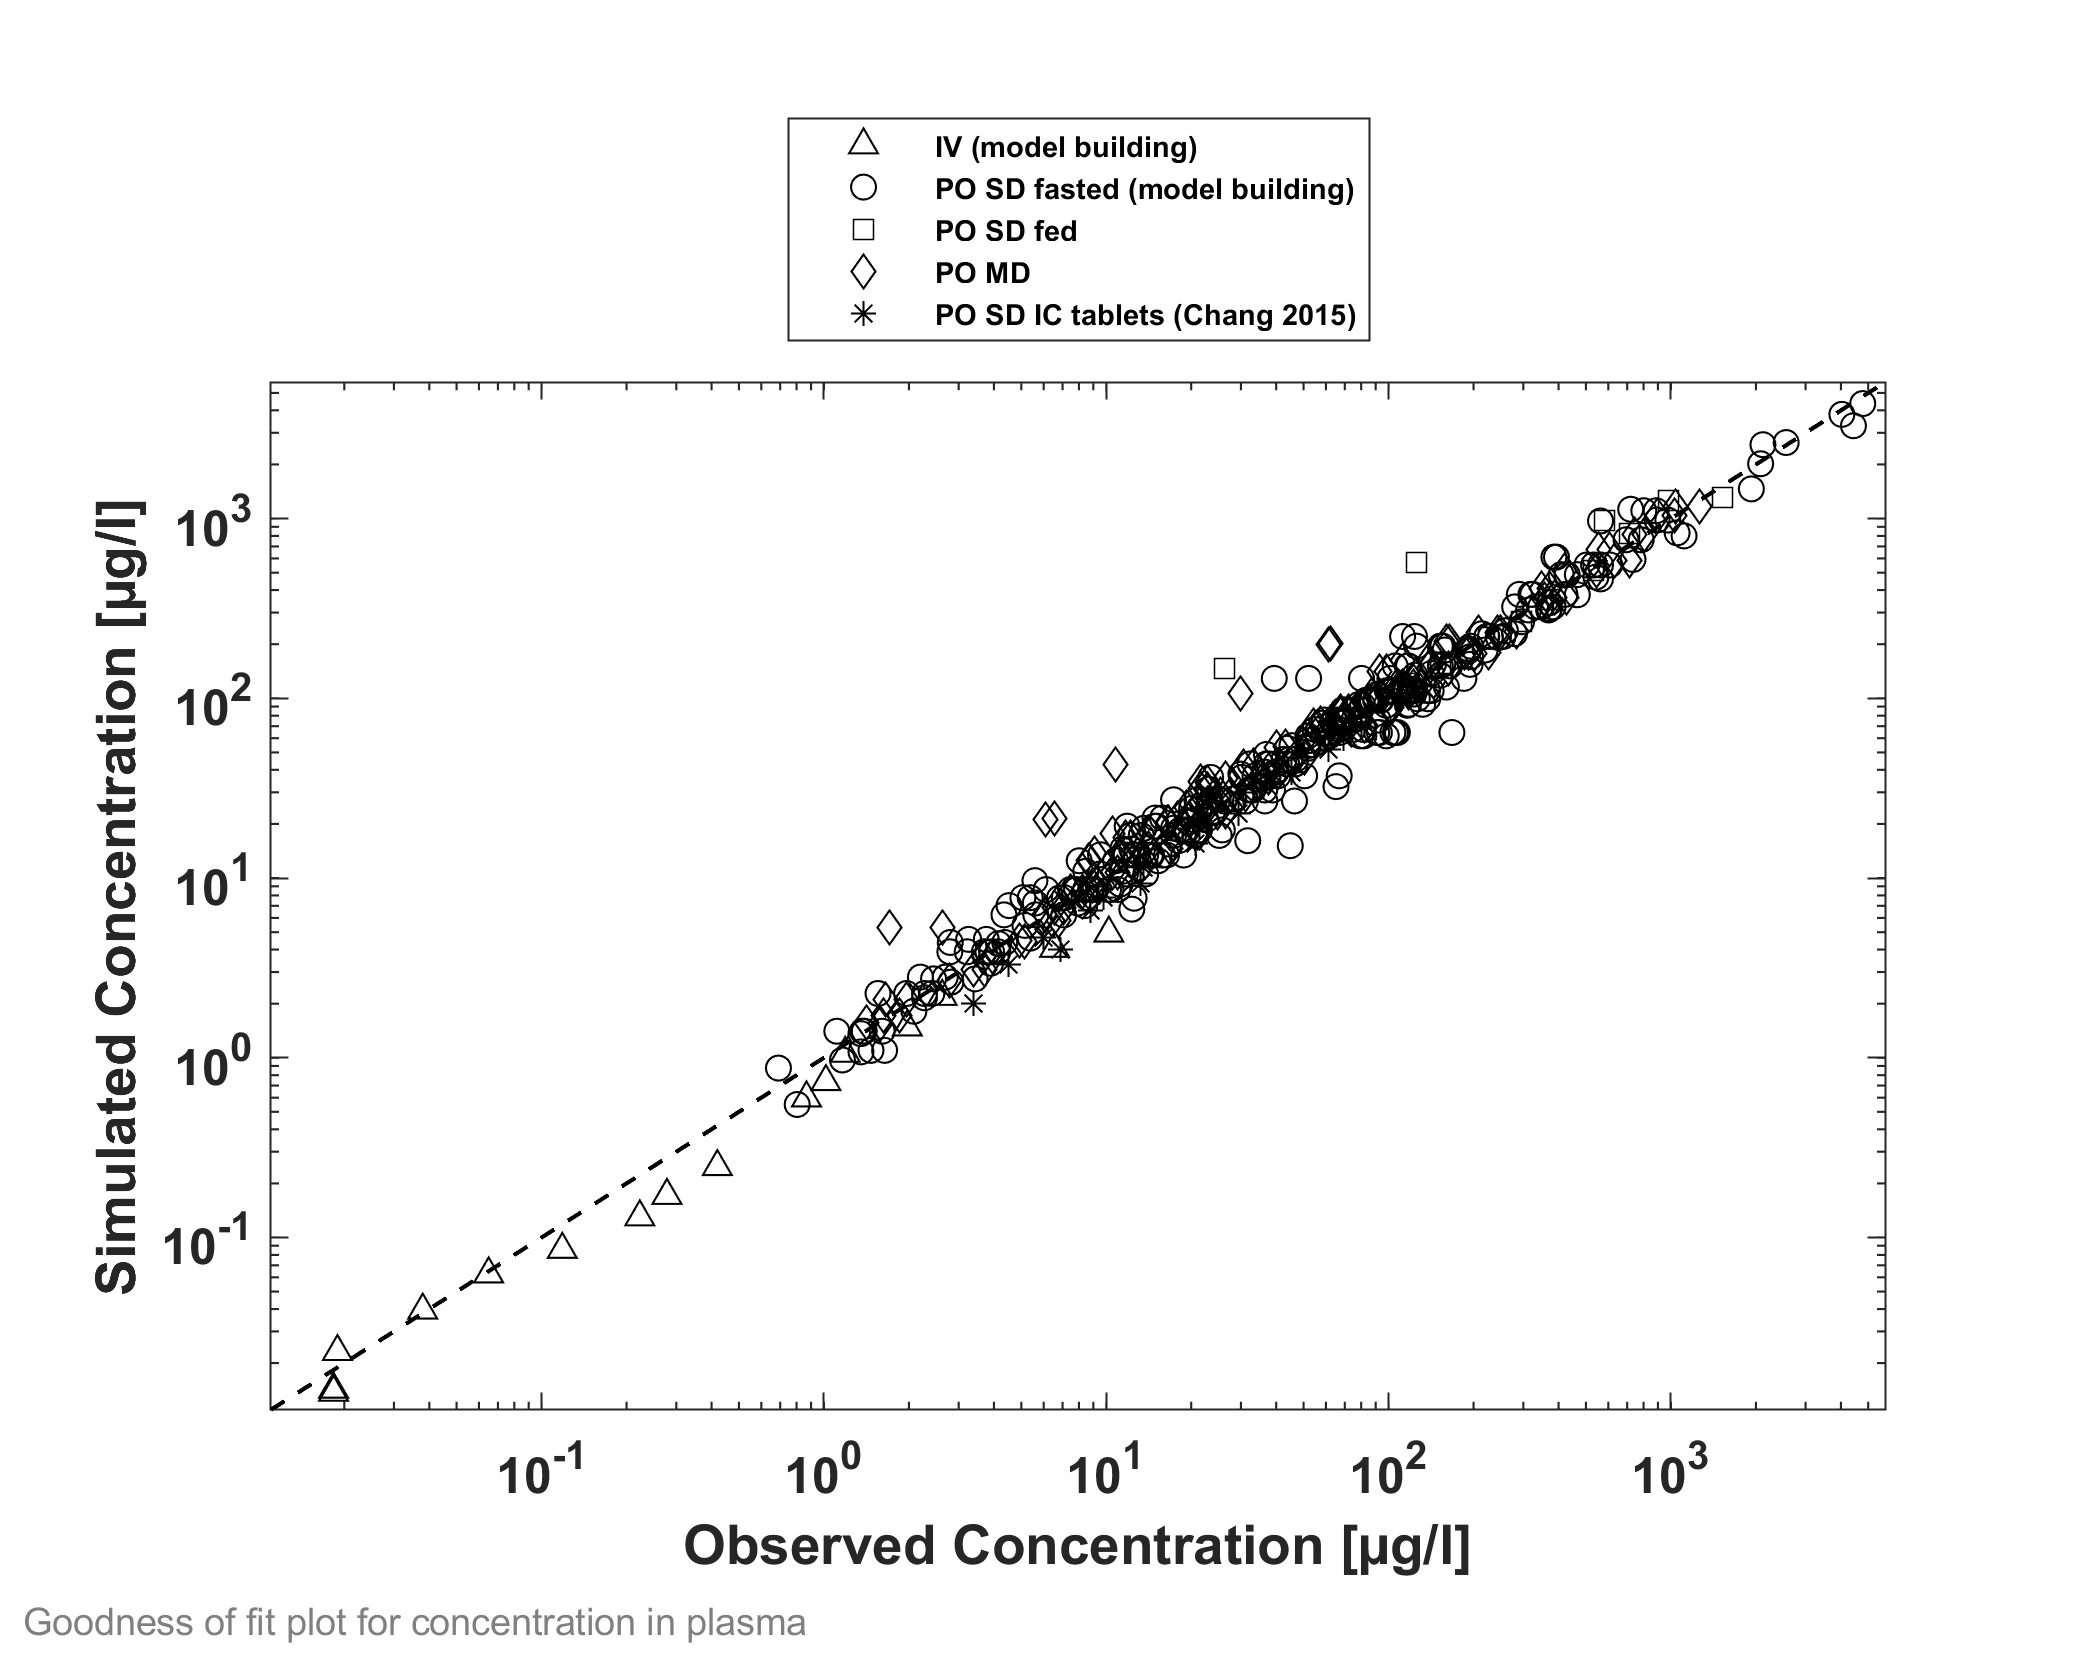 IV (model building)
PO SD fasted (model building)
PO SD fed
PO MD
PO SD IC tablets (Chang 2015)
Simulated Concentration [µg/l]
10^3
10^2
10^1
10^0
10^-1
10^-1 10^0 10^1 10^2 10^3
Observed Concentration [µg/l]
Goodness of fit plot for concentration in plasma